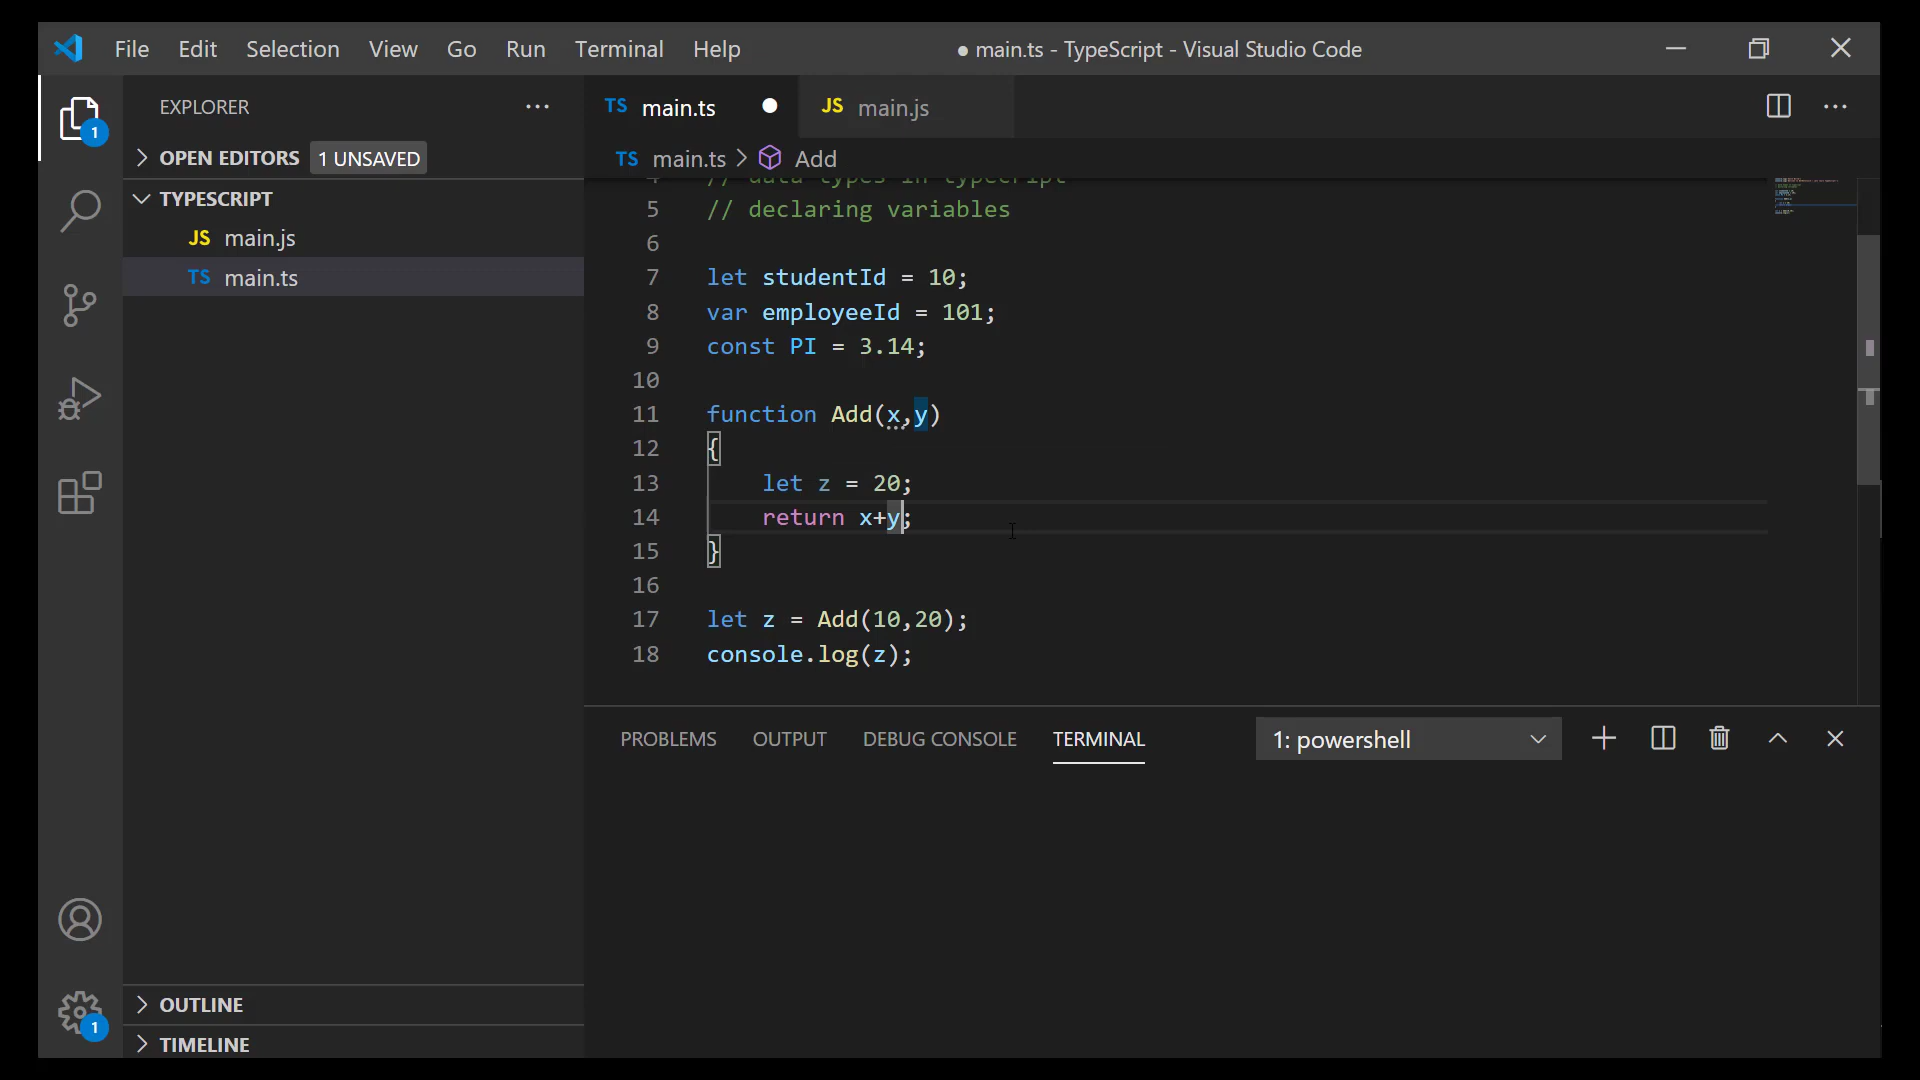 File Edit Selection View Go Run Terminal Help
● main.ts - TypeScript - Visual Studio Code
EXPLORER
1
OPEN EDITORS 1 UNSAVED
TYPESCRIPT
JS main.js
TS main.ts
OUTLINE
1
TIMELINE
TS main.ts
JS main.js
TS main.ts > Add
4 // data types in typecript
5 // declaring variables
6
7 let studentId = 10;
8 var employeeId = 101;
9 const PI = 3.14;
10
11 function Add(x,y)
12 {
13 let z = 20;
14 return x+y;
15 }
16
17 let z = Add(10,20);
18 console.log(z);
PROBLEMS OUTPUT DEBUG CONSOLE TERMINAL
1: powershell